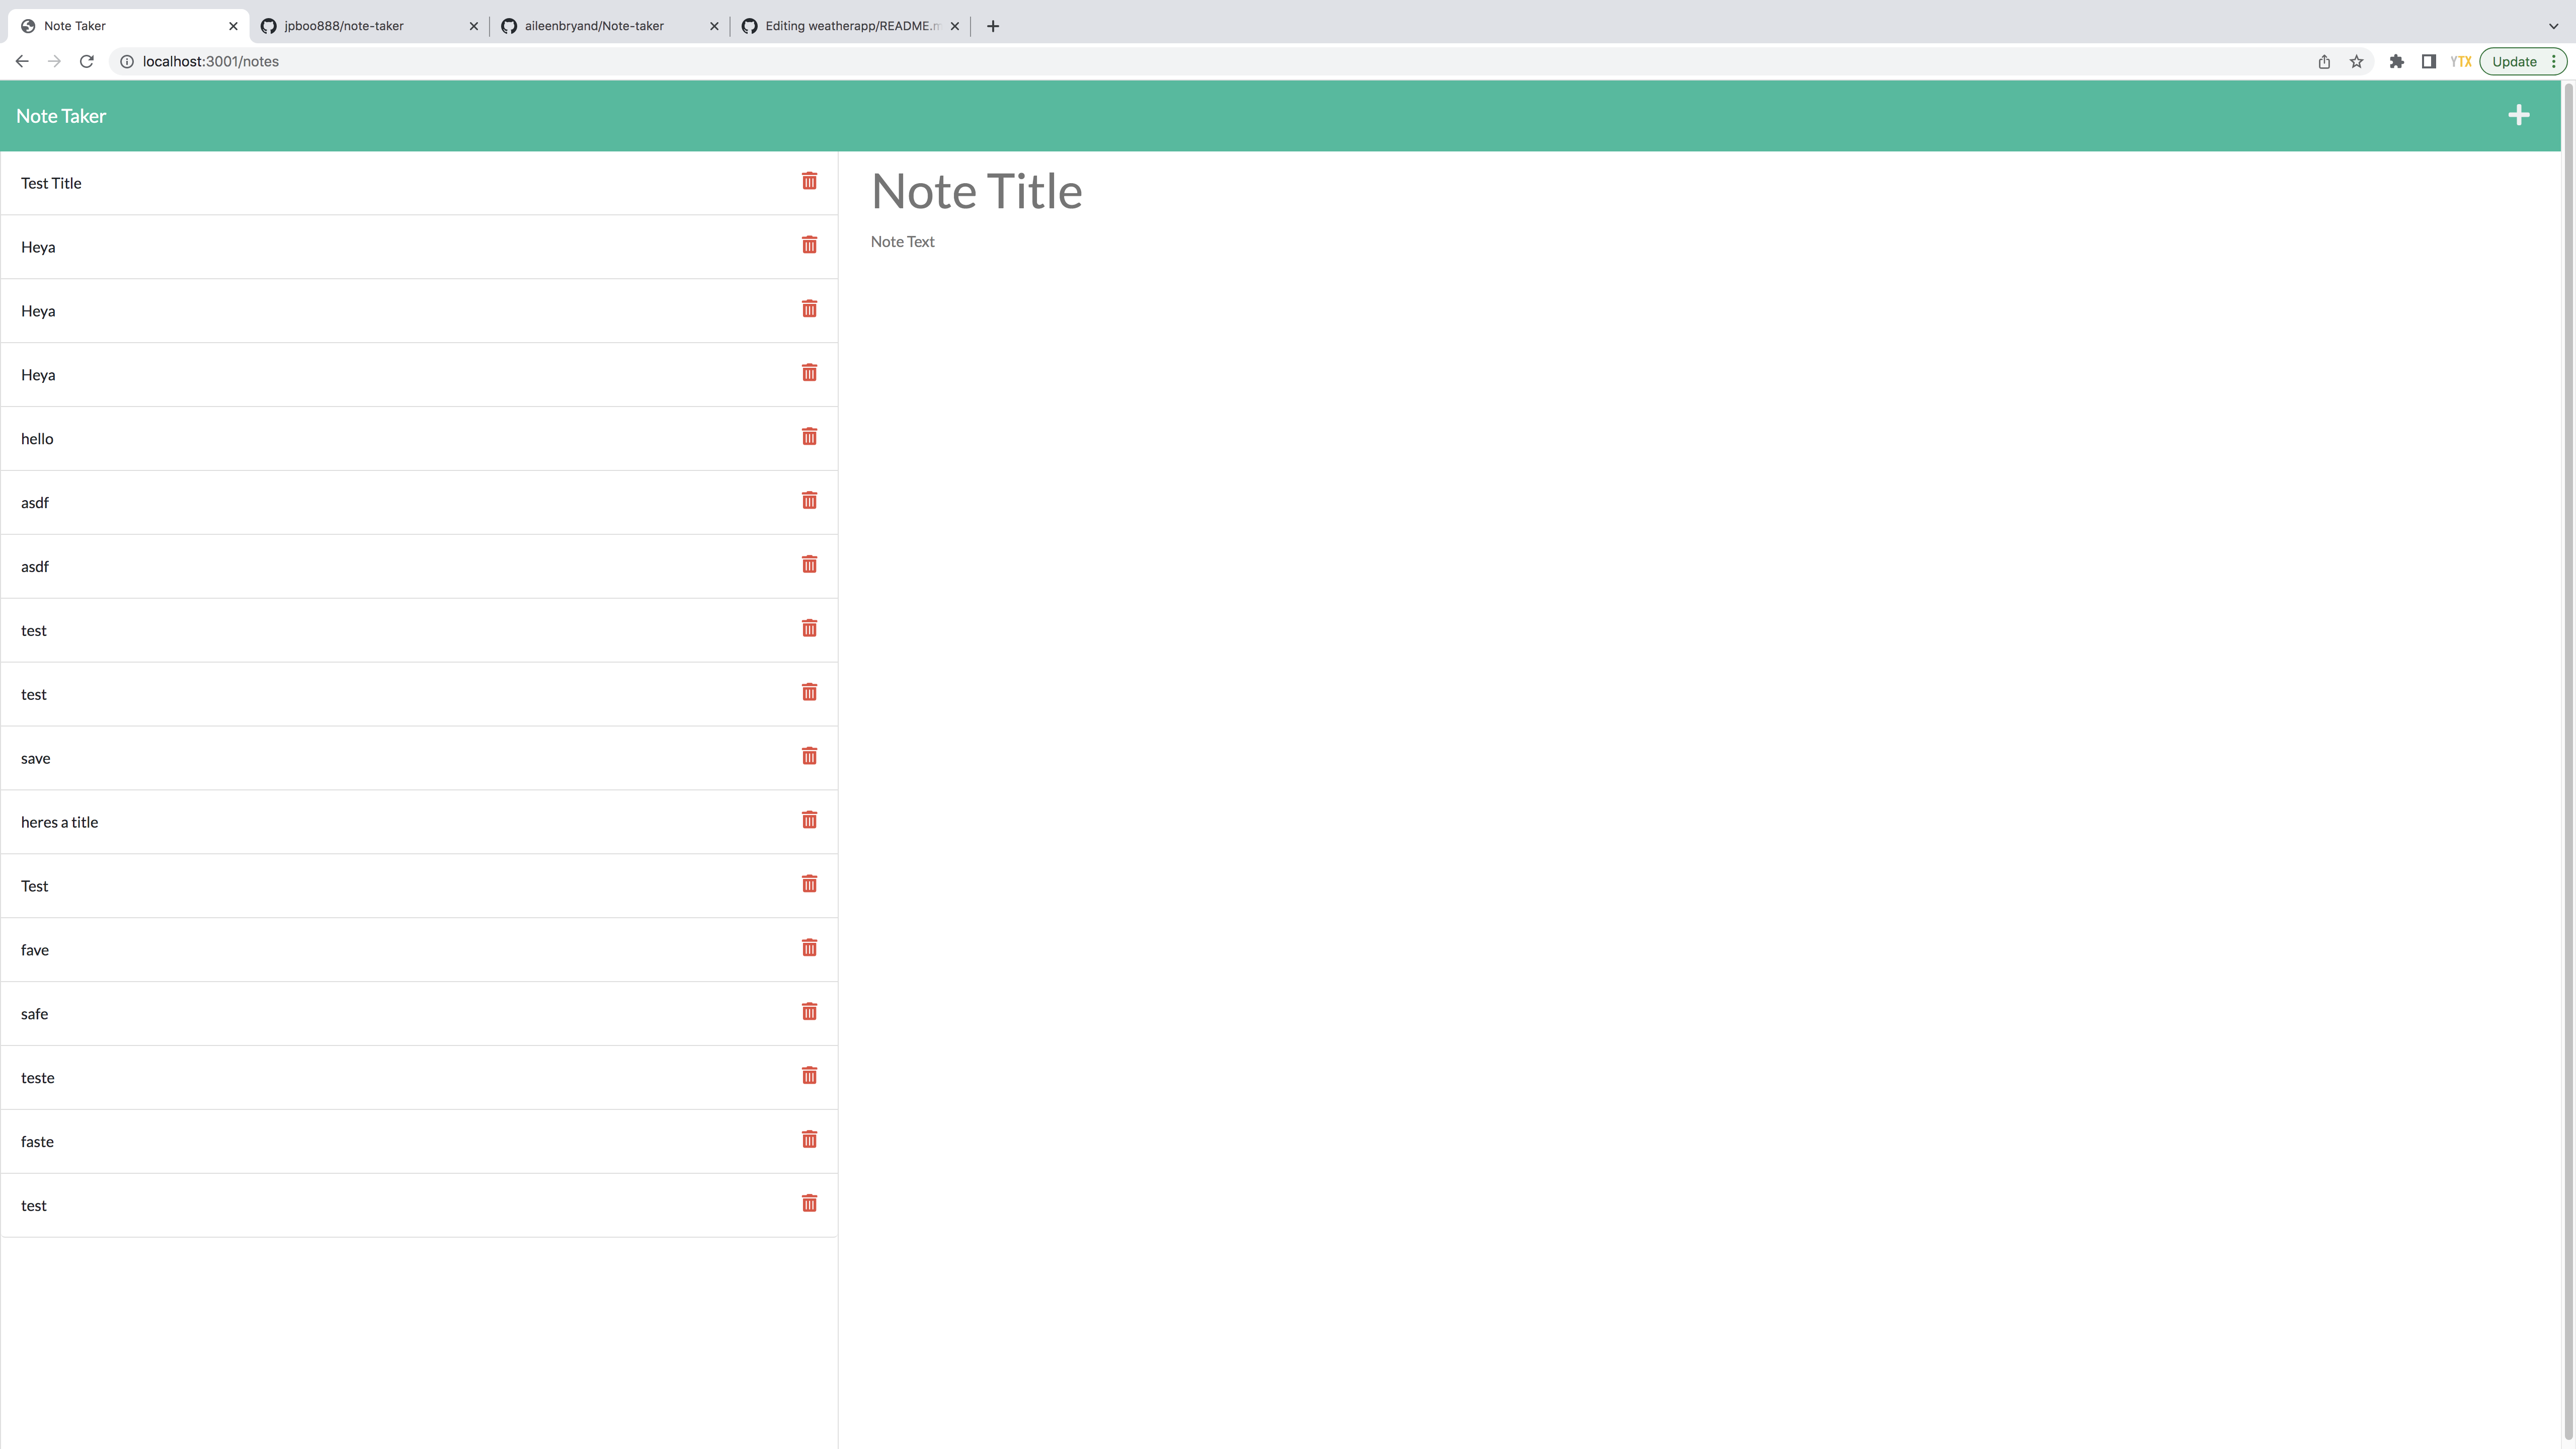 Note Taker
jpboo888/note-taker
aileenbryand/Note-taker
Editing weatherapp/README.m
localhost:3001/notes
YTX
Update
Note Taker
Test Title
Heya
Heya
Heya
hello
asdf
asdf
test
test
save
heres a title
Test
fave
safe
teste
faste
test
Note Title
Note Text